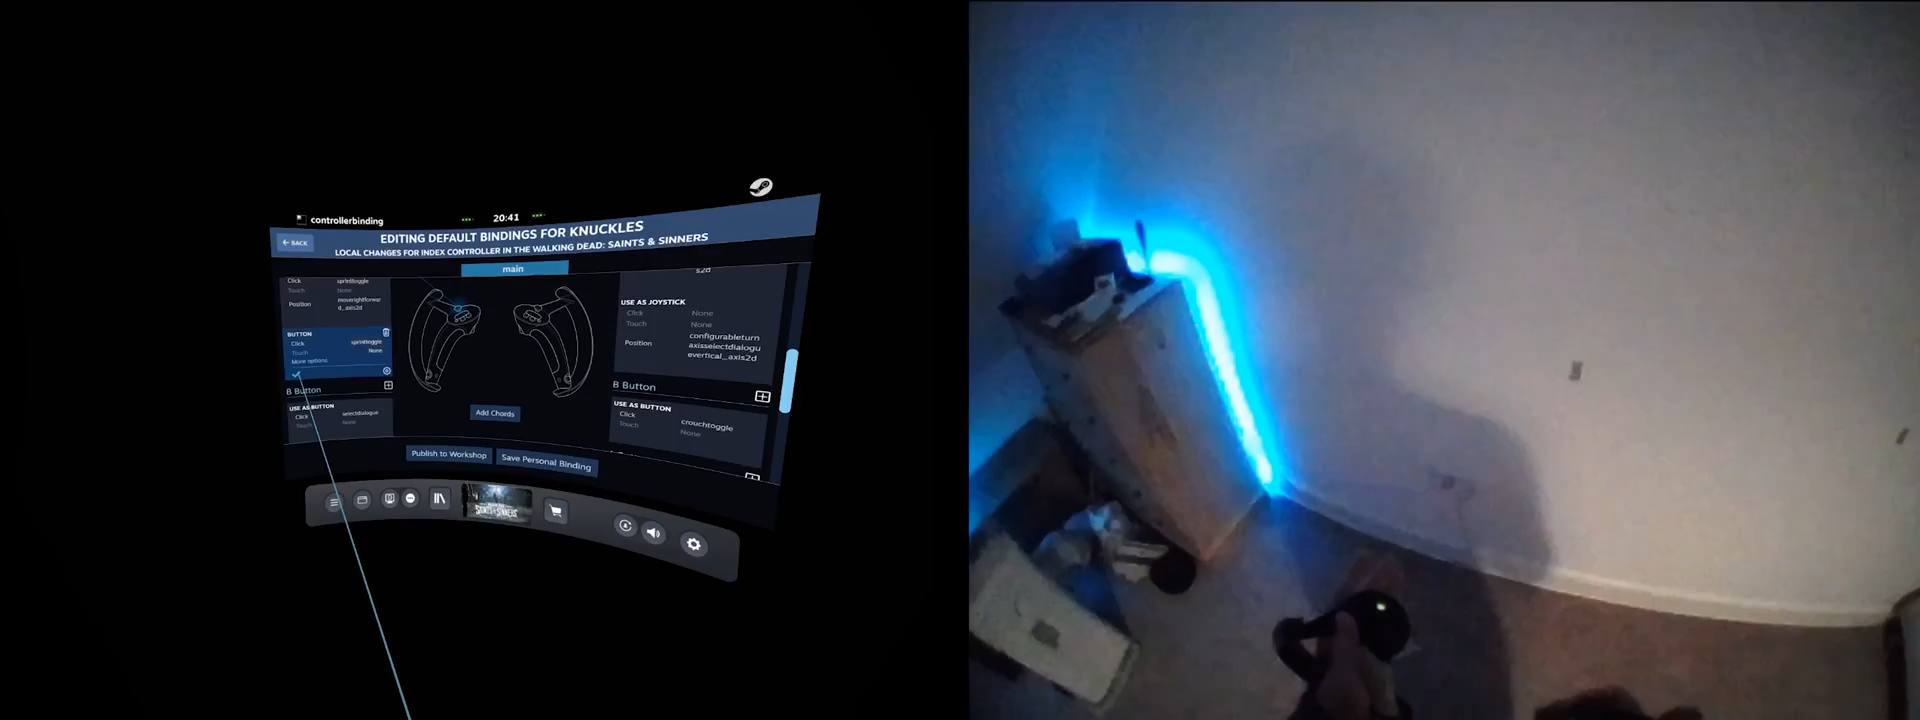 controllerbinding
20:41
BACK
EDITING DEFAULT BINDINGS FOR KNUCKLES
LOCAL CHANGES FOR INDEX CONTROLLER IN THE WALKING DEAD: SAINTS & SINNERS
main
Click sprinttoggle
Touch None
Position moverightforwar
d_axis2d
BUTTON
Click sprinttoggle
Touch None
More options
B Button
USE AS BUTTON
Click selectdialogue
Touch None
Add Chords
Publish to Workshop
Save Personal Binding
s2d
USE AS JOYSTICK
Click None
Touch None
Position configurableturn
axisselectdialogu
evertical_axis2d
B Button
USE AS BUTTON
Click crouchtoggle
Touch None
SAINTS & SINNERS